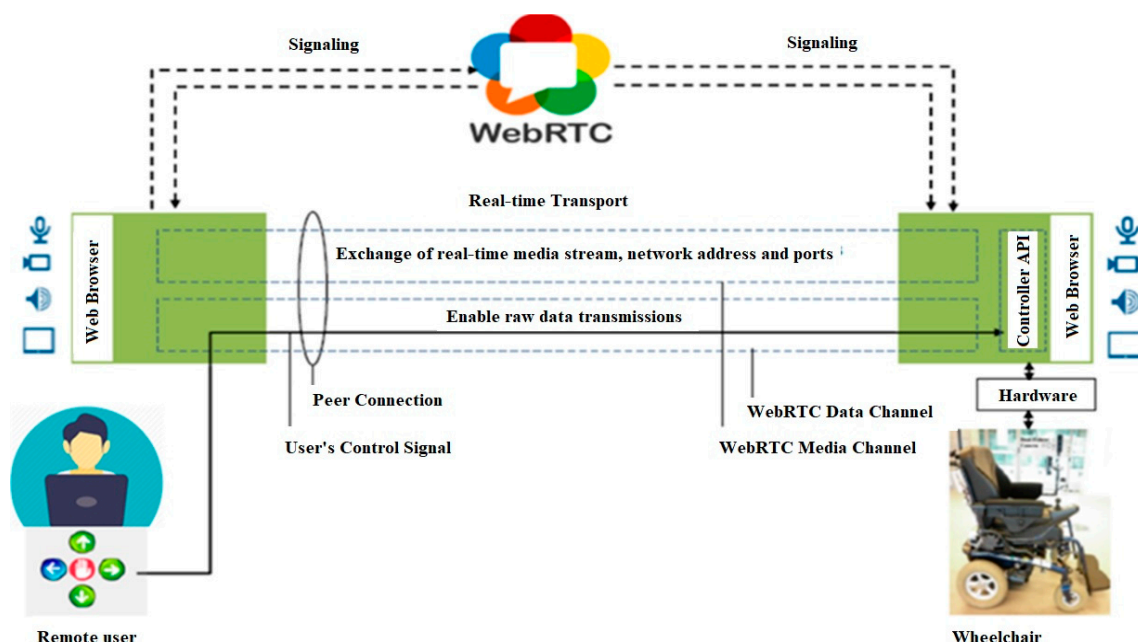 Signaling
Signaling
WebRTC
Real-time Transport
Exchange of real-time media stream, network address and ports
Enable raw data transmissions
Web Browser
Controller API
Web Browser
Peer Connection
User's Control Signal
WebRTC Data Channel
WebRTC Media Channel
Hardware
Remote user
Wheelchair